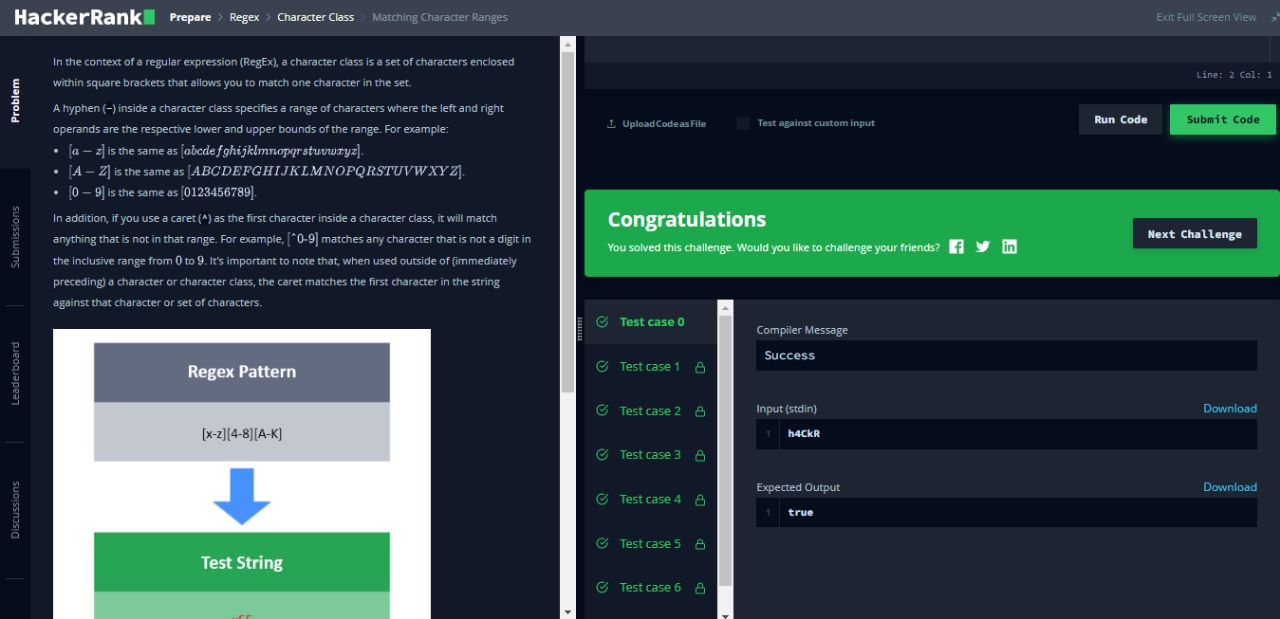 HackerRank Prepare > Regex > Character Class > Matching Character Ranges
Exit Full Screen View
Problem
Submissions
Leaderboard
Discussions
In the context of a regular expression (RegEx), a character class is a set of characters enclosed
within square brackets that allows you to match one character in the set.
A hyphen (-) inside a character class specifies a range of characters where the left and right
operands are the respective lower and upper bounds of the range. For example:
• [a − z] is the same as [abcdefghijklmnopqrstuvwxyz].
• [A − Z] is the same as [ABCDEFGHIJKLMNOPQRSTUVWXYZ].
• [0 − 9] is the same as [0123456789].
In addition, if you use a caret (^) as the first character inside a character class, it will match
anything that is not in that range. For example, [^0-9] matches any character that is not a digit in
the inclusive range from 0 to 9. It's important to note that, when used outside of (immediately
preceding) a character or character class, the caret matches the first character in the string
against that character or set of characters.
Regex Pattern
[x-z][4-8][A-K]
Test String
Line: 2 Col: 1
Upload Code as File
Test against custom input
Run Code
Submit Code
Congratulations
You solved this challenge. Would you like to challenge your friends?
Next Challenge
Test case 0
Test case 1
Test case 2
Test case 3
Test case 4
Test case 5
Test case 6
Compiler Message
Success
Input (stdin)
Download
1 h4CkR
Expected Output
Download
1 true